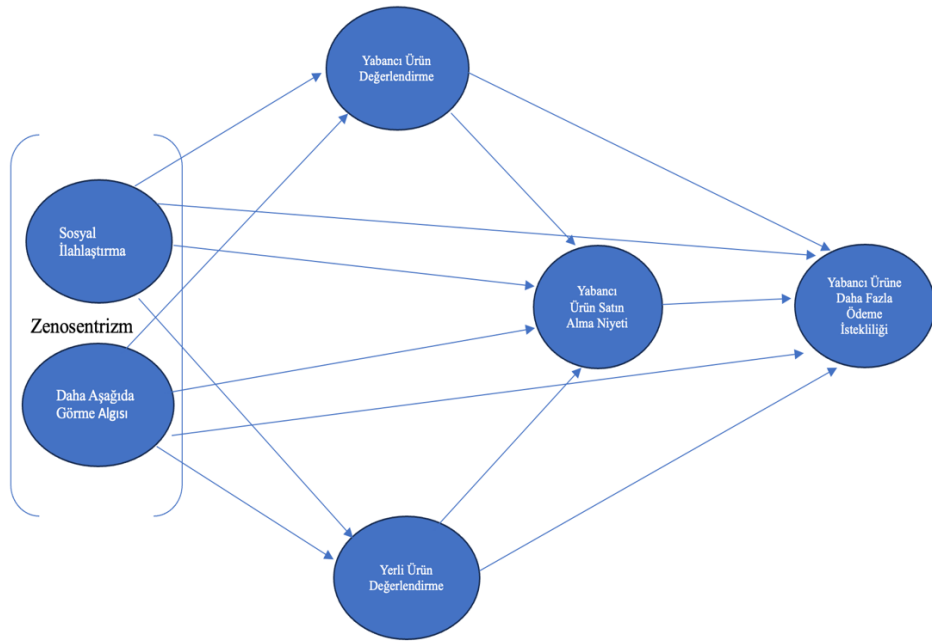 Yabancı Ürün
Değerlendirme
Sosyal
İlahlaştırma
Zenosentrizm
Daha Aşağıda
Görme Algısı
Yabancı
Ürün Satın
Alma Niyeti
Yabancı Ürüne
Daha Fazla
Ödeme
İstekliliği
Yerli Ürün
Değerlendirme